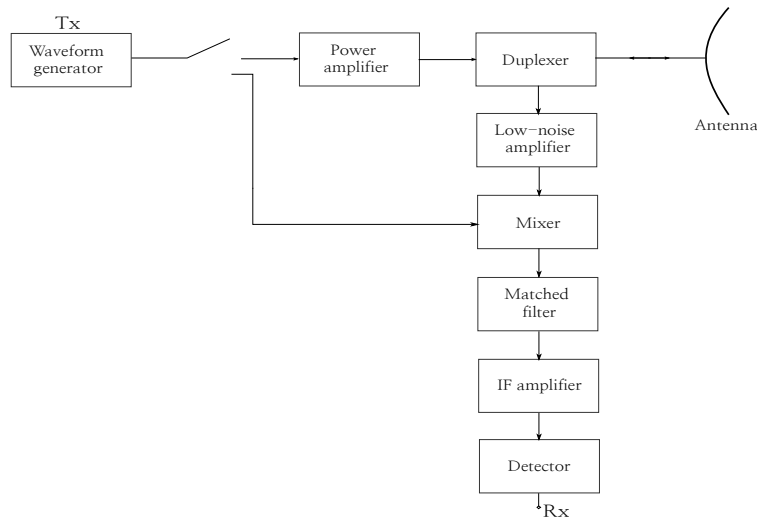 Tx
Waveform
generator
Power
amplifier
Duplexer
Antenna
Low−noise
amplifier
Mixer
Matched
filter
IF amplifier
Detector
Rx